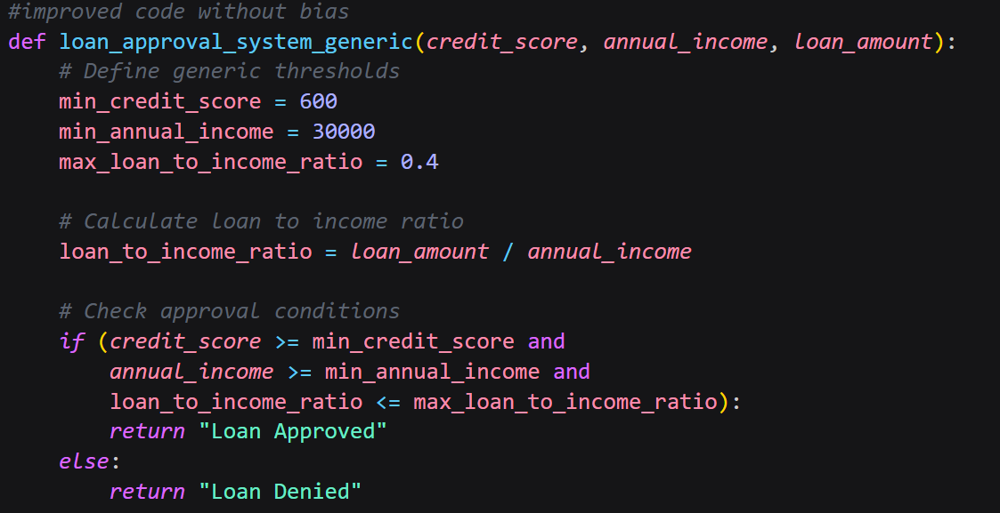 #improved code without bias
def loan_approval_system_generic(credit_score, annual_income, loan_amount):
    # Define generic thresholds
    min_credit_score = 600
    min_annual_income = 30000
    max_loan_to_income_ratio = 0.4

    # Calculate loan to income ratio
    loan_to_income_ratio = loan_amount / annual_income

    # Check approval conditions
    if (credit_score >= min_credit_score and
        annual_income >= min_annual_income and
        loan_to_income_ratio <= max_loan_to_income_ratio):
        return "Loan Approved"
    else:
        return "Loan Denied"